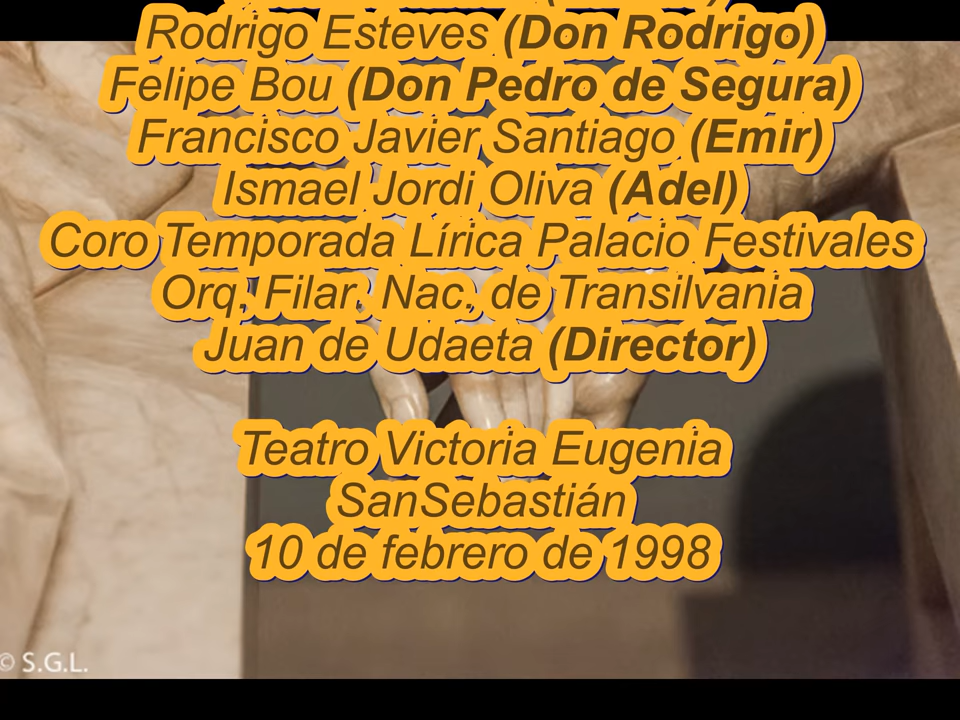 Rodrigo Esteves (Don Rodrigo)
Felipe Bou (Don Pedro de Segura)
Francisco Javier Santiago (Emir)
Ismael Jordi Oliva (Adel)
Coro Temporada Lírica Palacio Festivales
Orq. Filar. Nac. de Transilvania
Juan de Udaeta (Director)
Teatro Victoria Eugenia
SanSebastián
10 de febrero de 1998
© S.G.L.